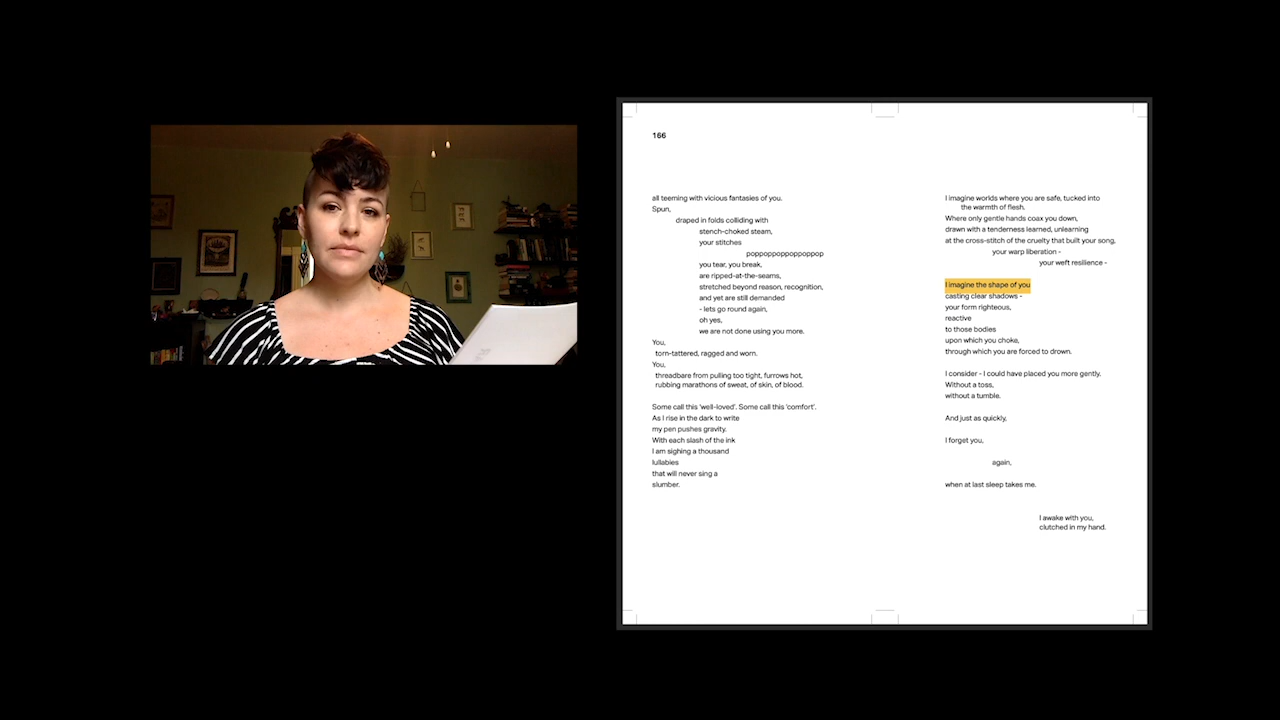 166
all teeming with vicious fantasies of you.
Spun,
draped in folds colliding with
stench-choked steam,
your stitches
poppoppoppoppoppop
you tear, you break,
are ripped-at-the-seams,
stretched beyond reason, recognition,
and yet are still demanded
- lets go round again,
oh yes,
we are not done using you more.
You,
torn-tattered, ragged and worn.
You,
threadbare from pulling too tight, furrows hot,
rubbing marathons of sweat, of skin, of blood.
Some call this 'well-loved'. Some call this 'comfort'.
As I rise in the dark to write
my pen pushes gravity.
With each slash of the ink
I am sighing a thousand
lullabies
that will never sing a
slumber.
I imagine worlds where you are safe, tucked into
the warmth of flesh.
Where only gentle hands coax you down,
drawn with a tenderness learned, unlearning
at the cross-stitch of the cruelty that built your song,
your warp liberation -
your weft resilience -
I imagine the shape of you
casting clear shadows -
your form righteous,
reactive
to those bodies
upon which you choke,
through which you are forced to drown.
I consider - I could have placed you more gently.
Without a toss,
without a tumble.
And just as quickly,
I forget you,
again,
when at last sleep takes me.
I awake with you,
clutched in my hand.